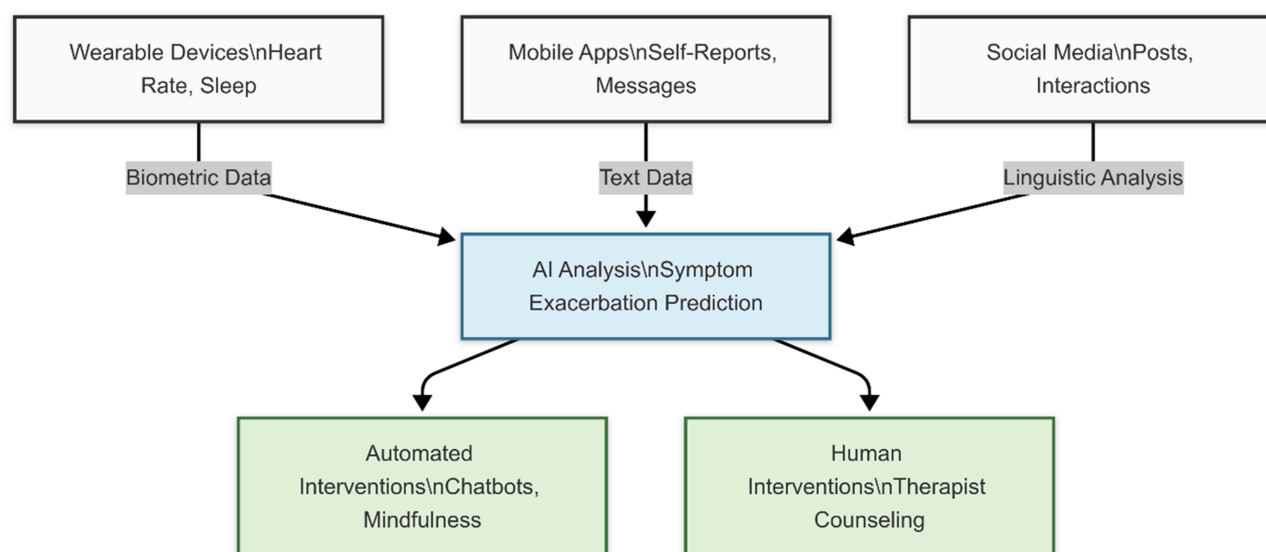 Wearable Devices\nHeart
Rate, Sleep
Mobile Apps\nSelf-Reports,
Messages
Social Media\nPosts,
Interactions
Biometric Data
Text Data
Linguistic Analysis
AI Analysis\nSymptom
Exacerbation Prediction
Automated
Interventions\nChatbots,
Mindfulness
Human
Interventions\nTherapist
Counseling